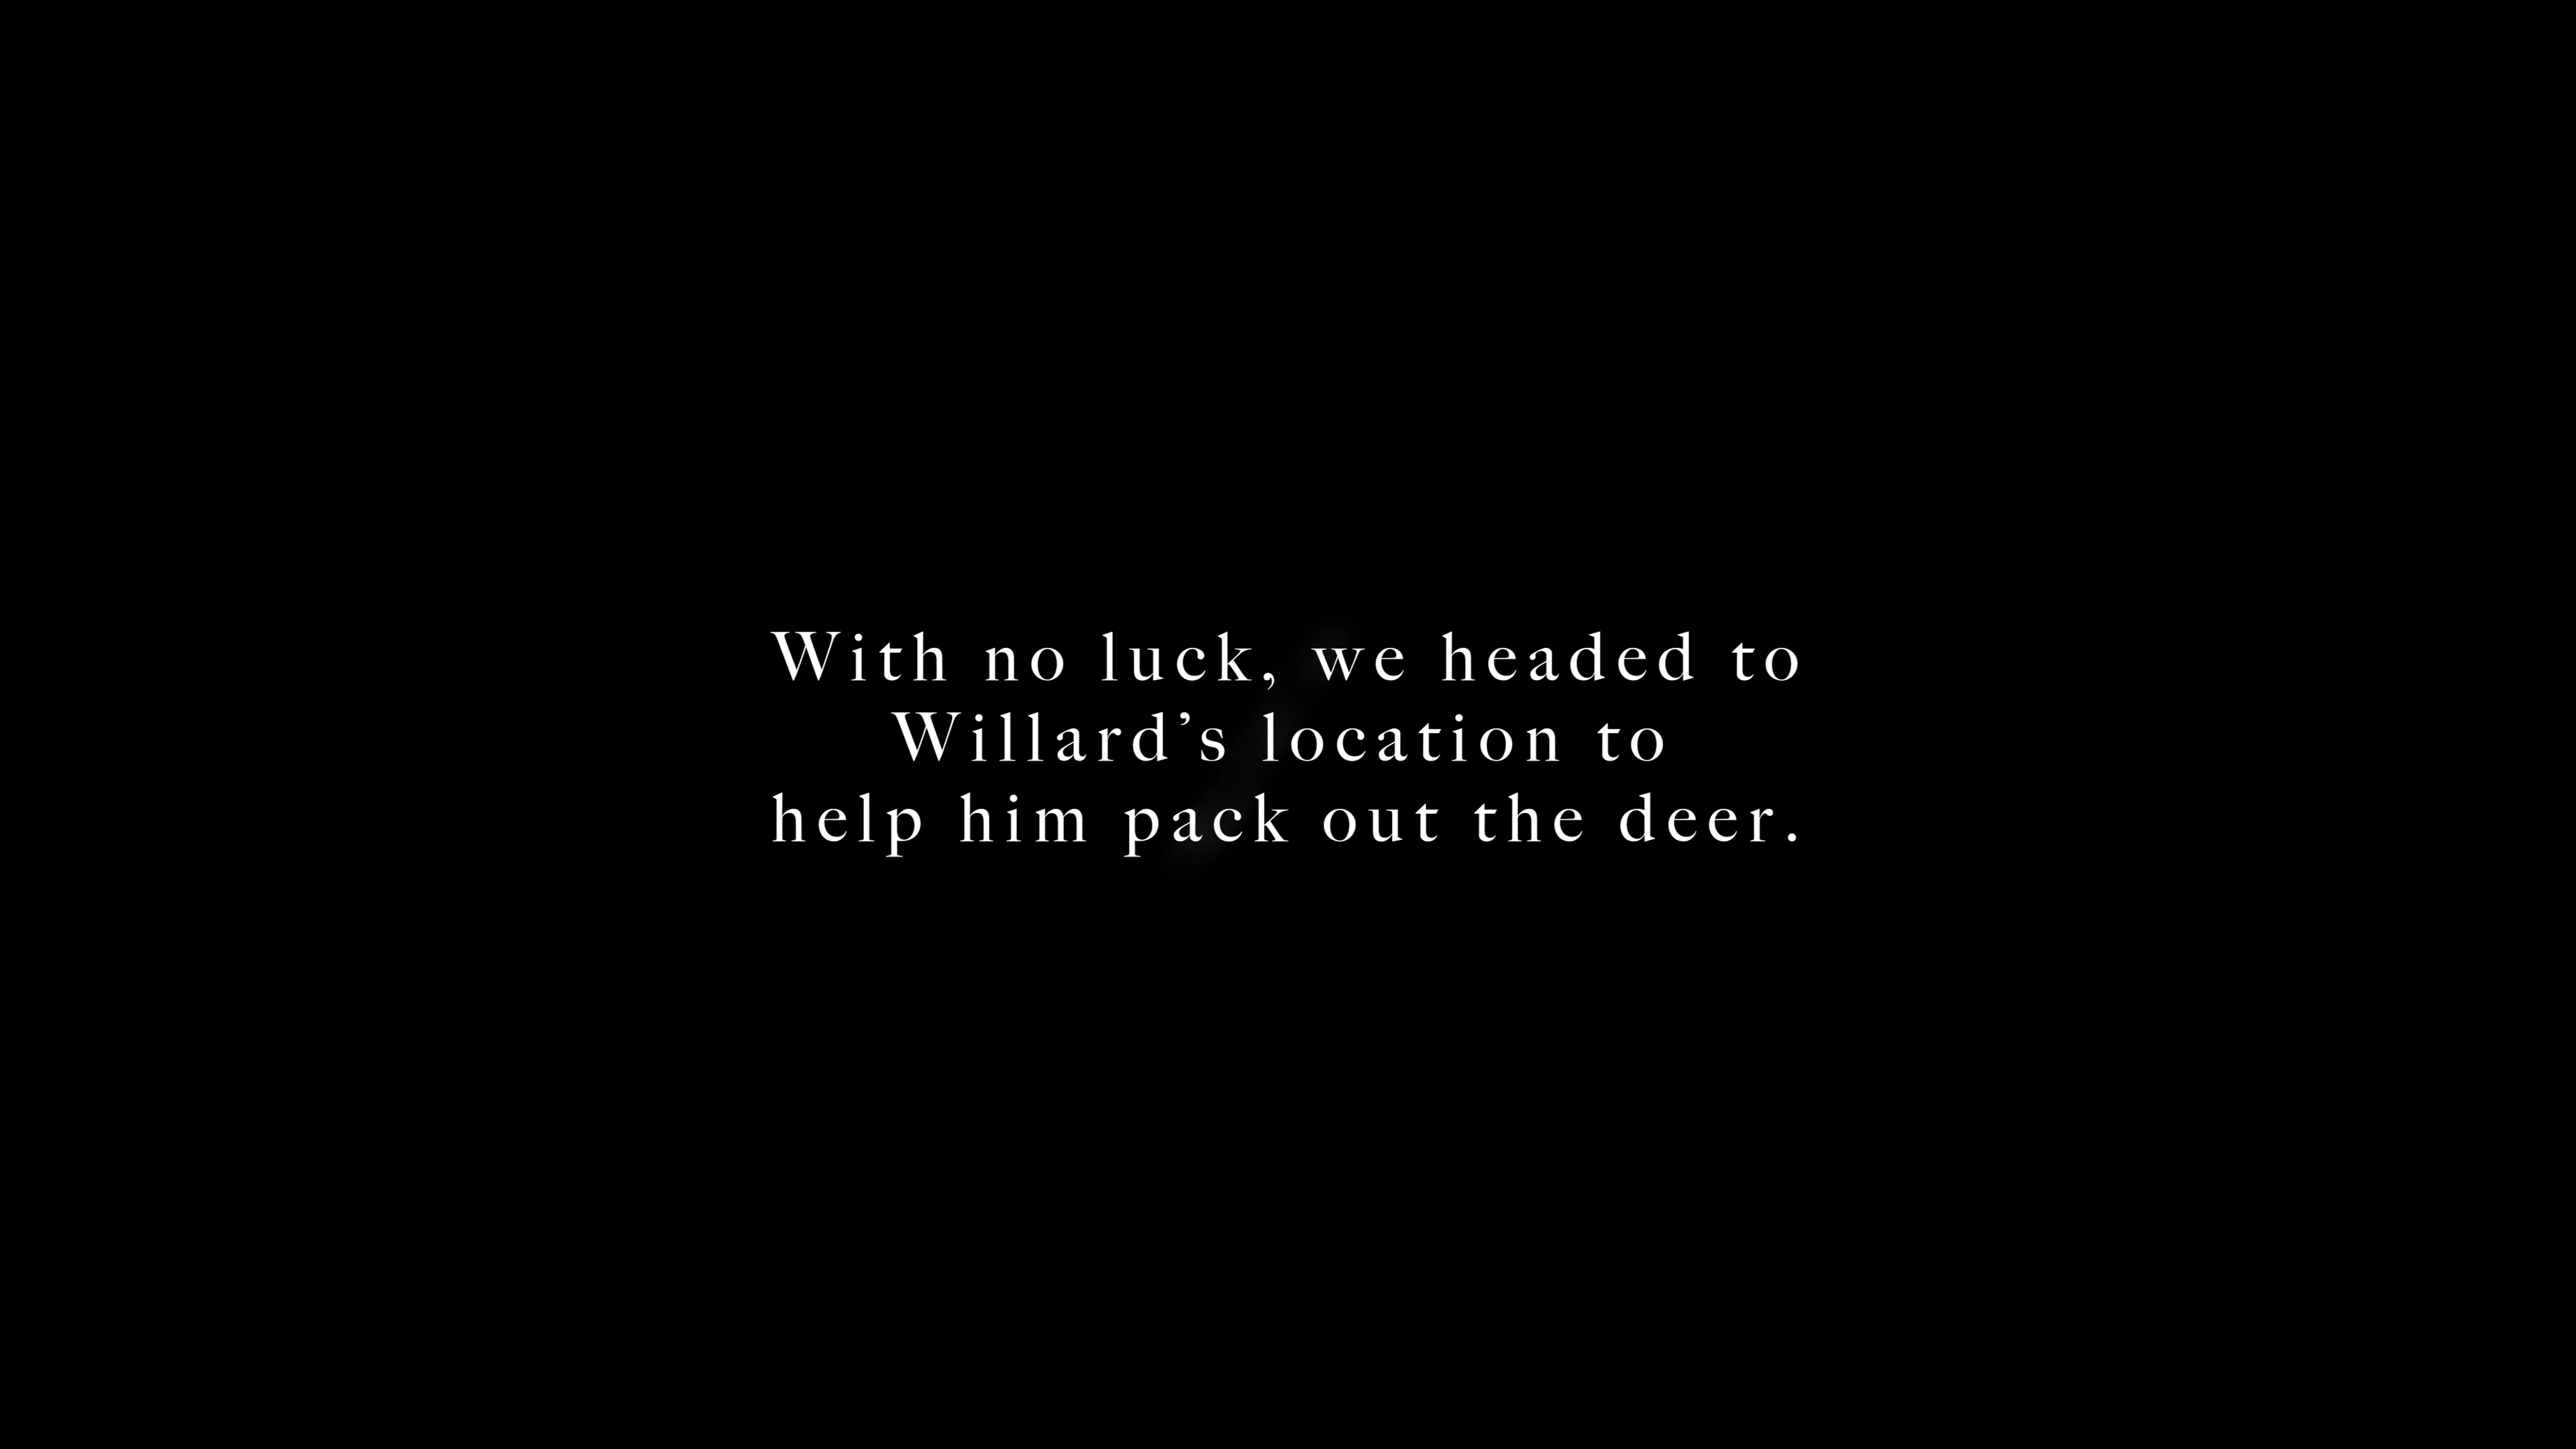 With no luck, we headed to
Willard’s location to
help him pack out the deer.